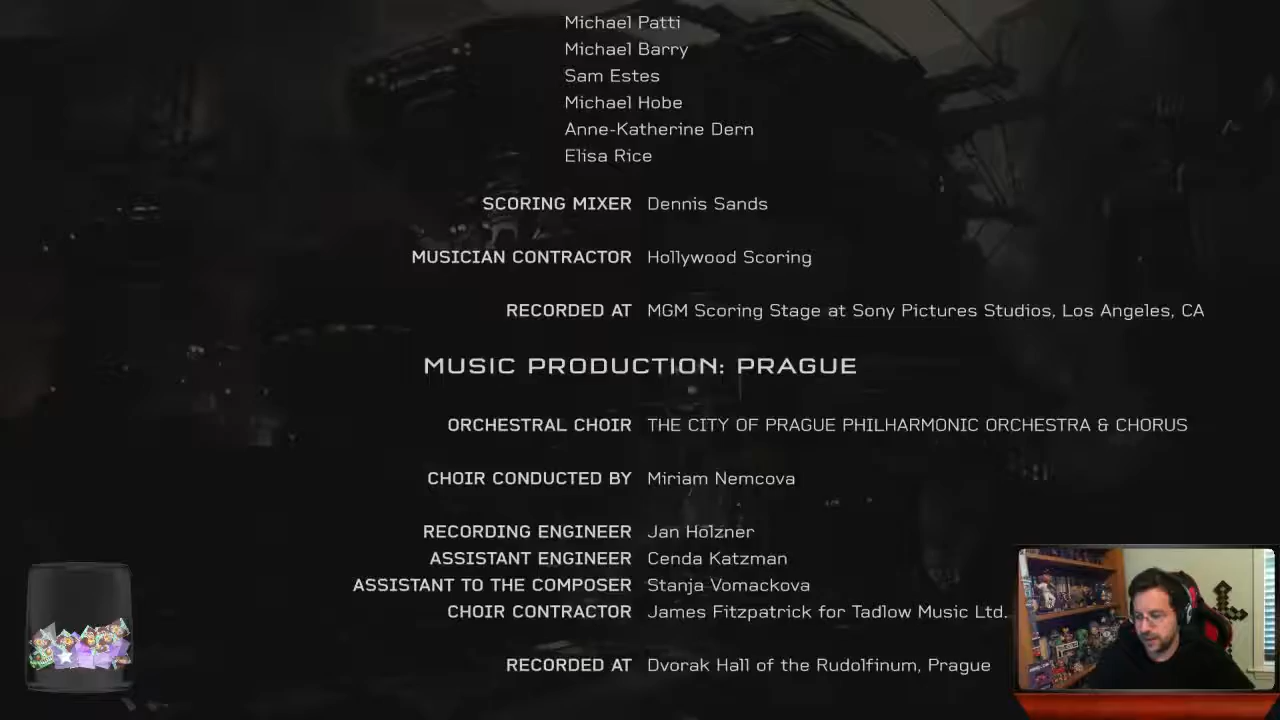 Michael Patti
Michael Barry
Sam Estes
Michael Hobe
Anne-Katherine Dern
Elisa Rice
SCORING MIXER Dennis Sands
MUSICIAN CONTRACTOR Hollywood Scoring
RECORDED AT MGM Scoring Stage at Sony Pictures Studios, Los Angeles, CA
MUSIC PRODUCTION: PRAGUE
ORCHESTRAL CHOIR THE CITY OF PRAGUE PHILHARMONIC ORCHESTRA & CHORUS
CHOIR CONDUCTED BY Miriam Nemcova
RECORDING ENGINEER Jan Holzner
ASSISTANT ENGINEER Cenda Katzman
ASSISTANT TO THE COMPOSER Stanja Vomackova
CHOIR CONTRACTOR James Fitzpatrick for Tadlow Music Ltd.
RECORDED AT Dvorak Hall of the Rudolfinum, Prague